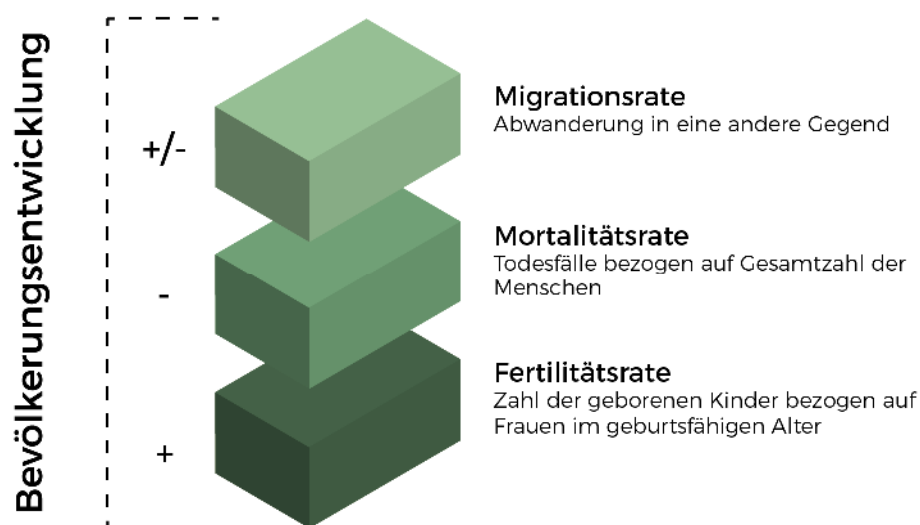 Bevölkerungsentwicklung
+/-
Migrationsrate
Abwanderung in eine andere Gegend
-
Mortalitätsrate
Todesfälle bezogen auf Gesamtzahl der
Menschen
+
Fertilitätsrate
Zahl der geborenen Kinder bezogen auf
Frauen im geburtsfähigen Alter